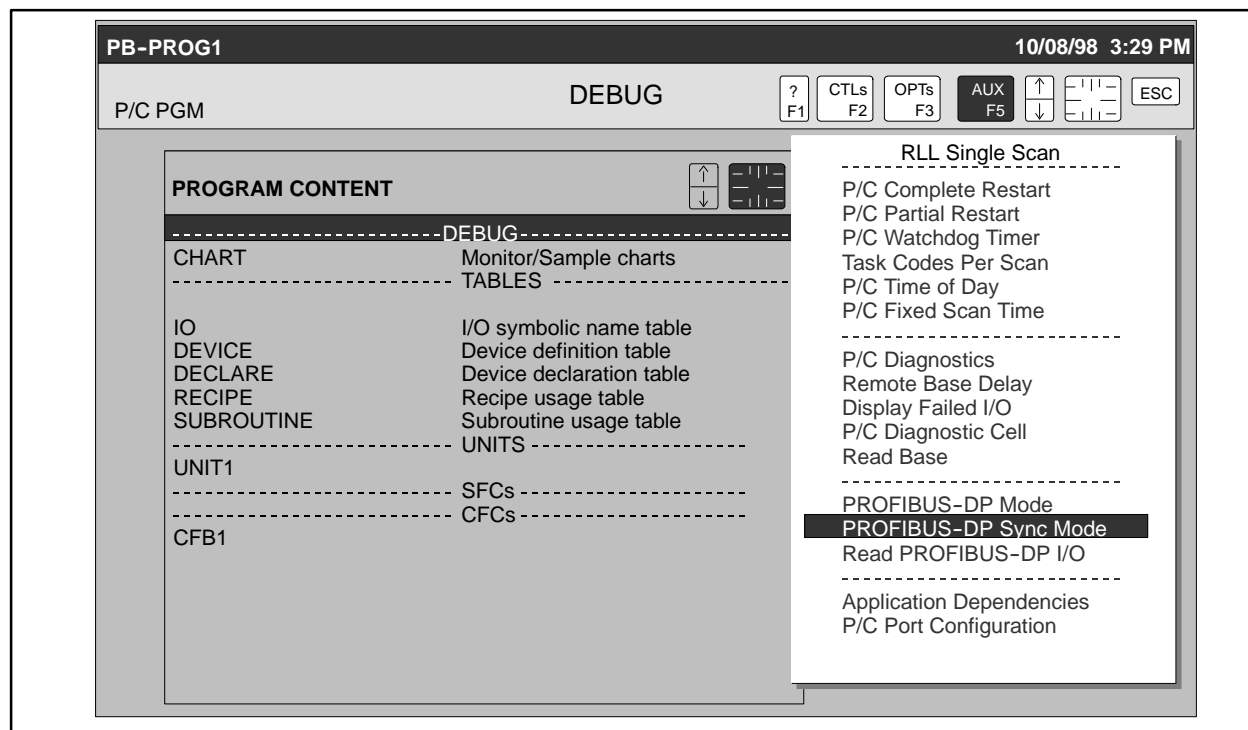 PB-PROG1 10/08/98 3:29 PM
P/C PGM DEBUG ? F1 CTLs F2 OPTs F3 AUX F5 ↑ ↓ ESC
PROGRAM CONTENT ↑ ↓
DEBUG
CHART Monitor/Sample charts
TABLES
IO I/O symbolic name table
DEVICE Device definition table
DECLARE Device declaration table
RECIPE Recipe usage table
SUBROUTINE Subroutine usage table
UNITS
UNIT1
SFCs
CFCs
CFB1
RLL Single Scan
P/C Complete Restart
P/C Partial Restart
P/C Watchdog Timer
Task Codes Per Scan
P/C Time of Day
P/C Fixed Scan Time
P/C Diagnostics
Remote Base Delay
Display Failed I/O
P/C Diagnostic Cell
Read Base
PROFIBUS-DP Mode
PROFIBUS-DP Sync Mode
Read PROFIBUS-DP I/O
Application Dependencies
P/C Port Configuration